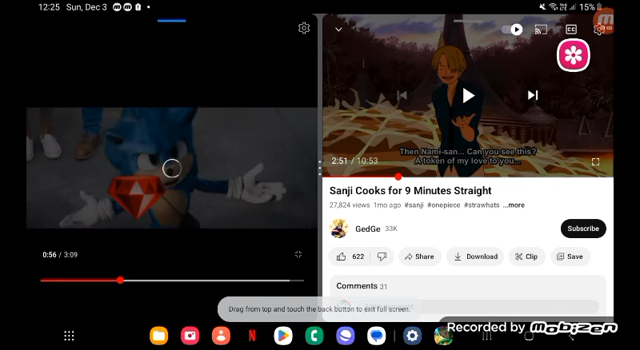 12:25 Sun, Dec 3
15%
Then Nami-san... Can you see this?
A token of my love to you...
2:51 / 10:53
Sanji Cooks for 9 Minutes Straight
27,824 views 1mo ago #sanji #onepiece #strawhats ...more
GedGe 33K
Subscribe
622
Share
Download
Clip
Save
0:56 / 3:09
Comments 31
Drag from top and touch the back button to exit full screen.
Recorded by Mobizen